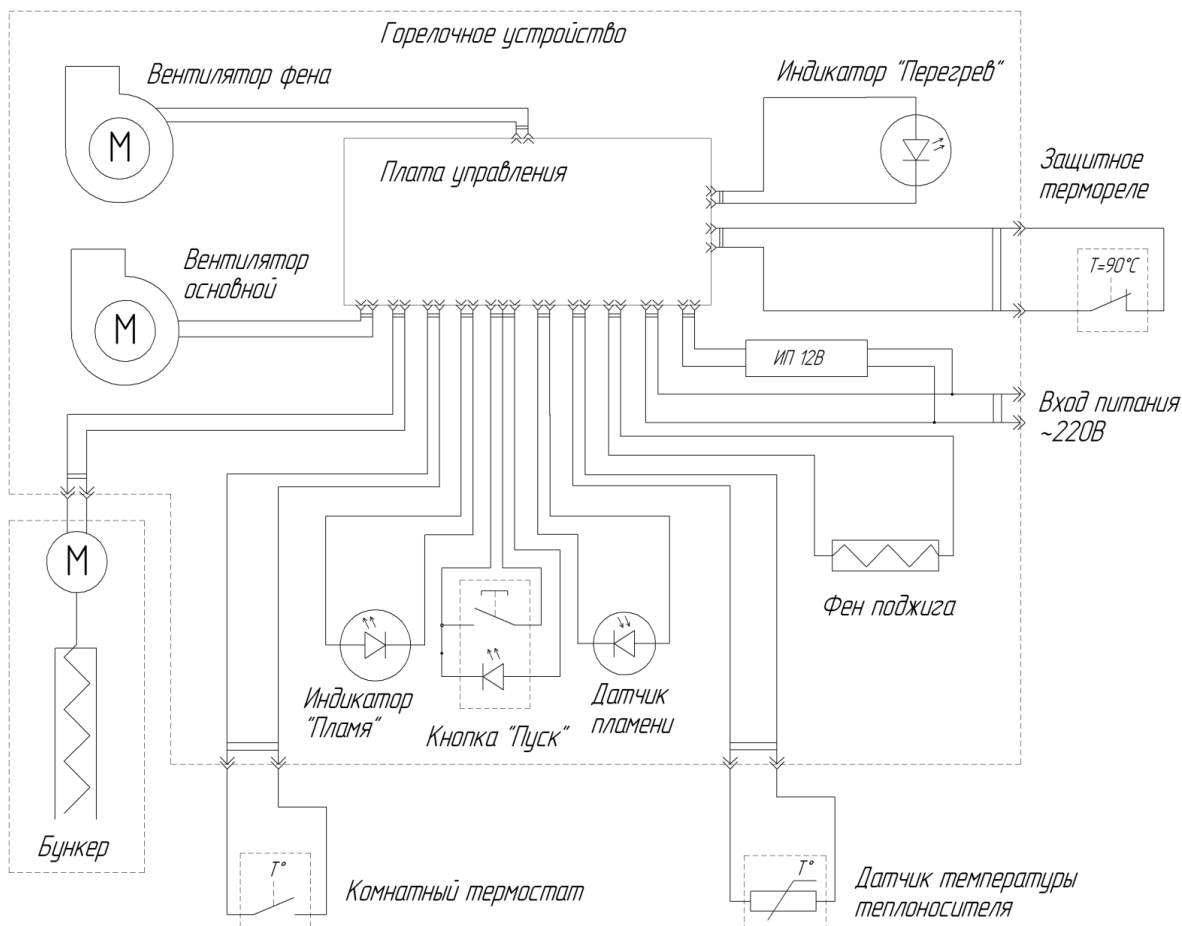 Горелочное устройство
Вентилятор фена
Индикатор "Перегрев"
М
Плата управления
Защитное
термореле
Вентилятор
основной
Т=90°С
М
ИП 12В
Вход питания
~220В
М
Фен поджига
Индикатор
"Пламя"
Кнопка "Пуск"
Датчик
пламени
Бункер
Т°
Комнатный термостат
Т°
Датчик температуры
теплоносителя